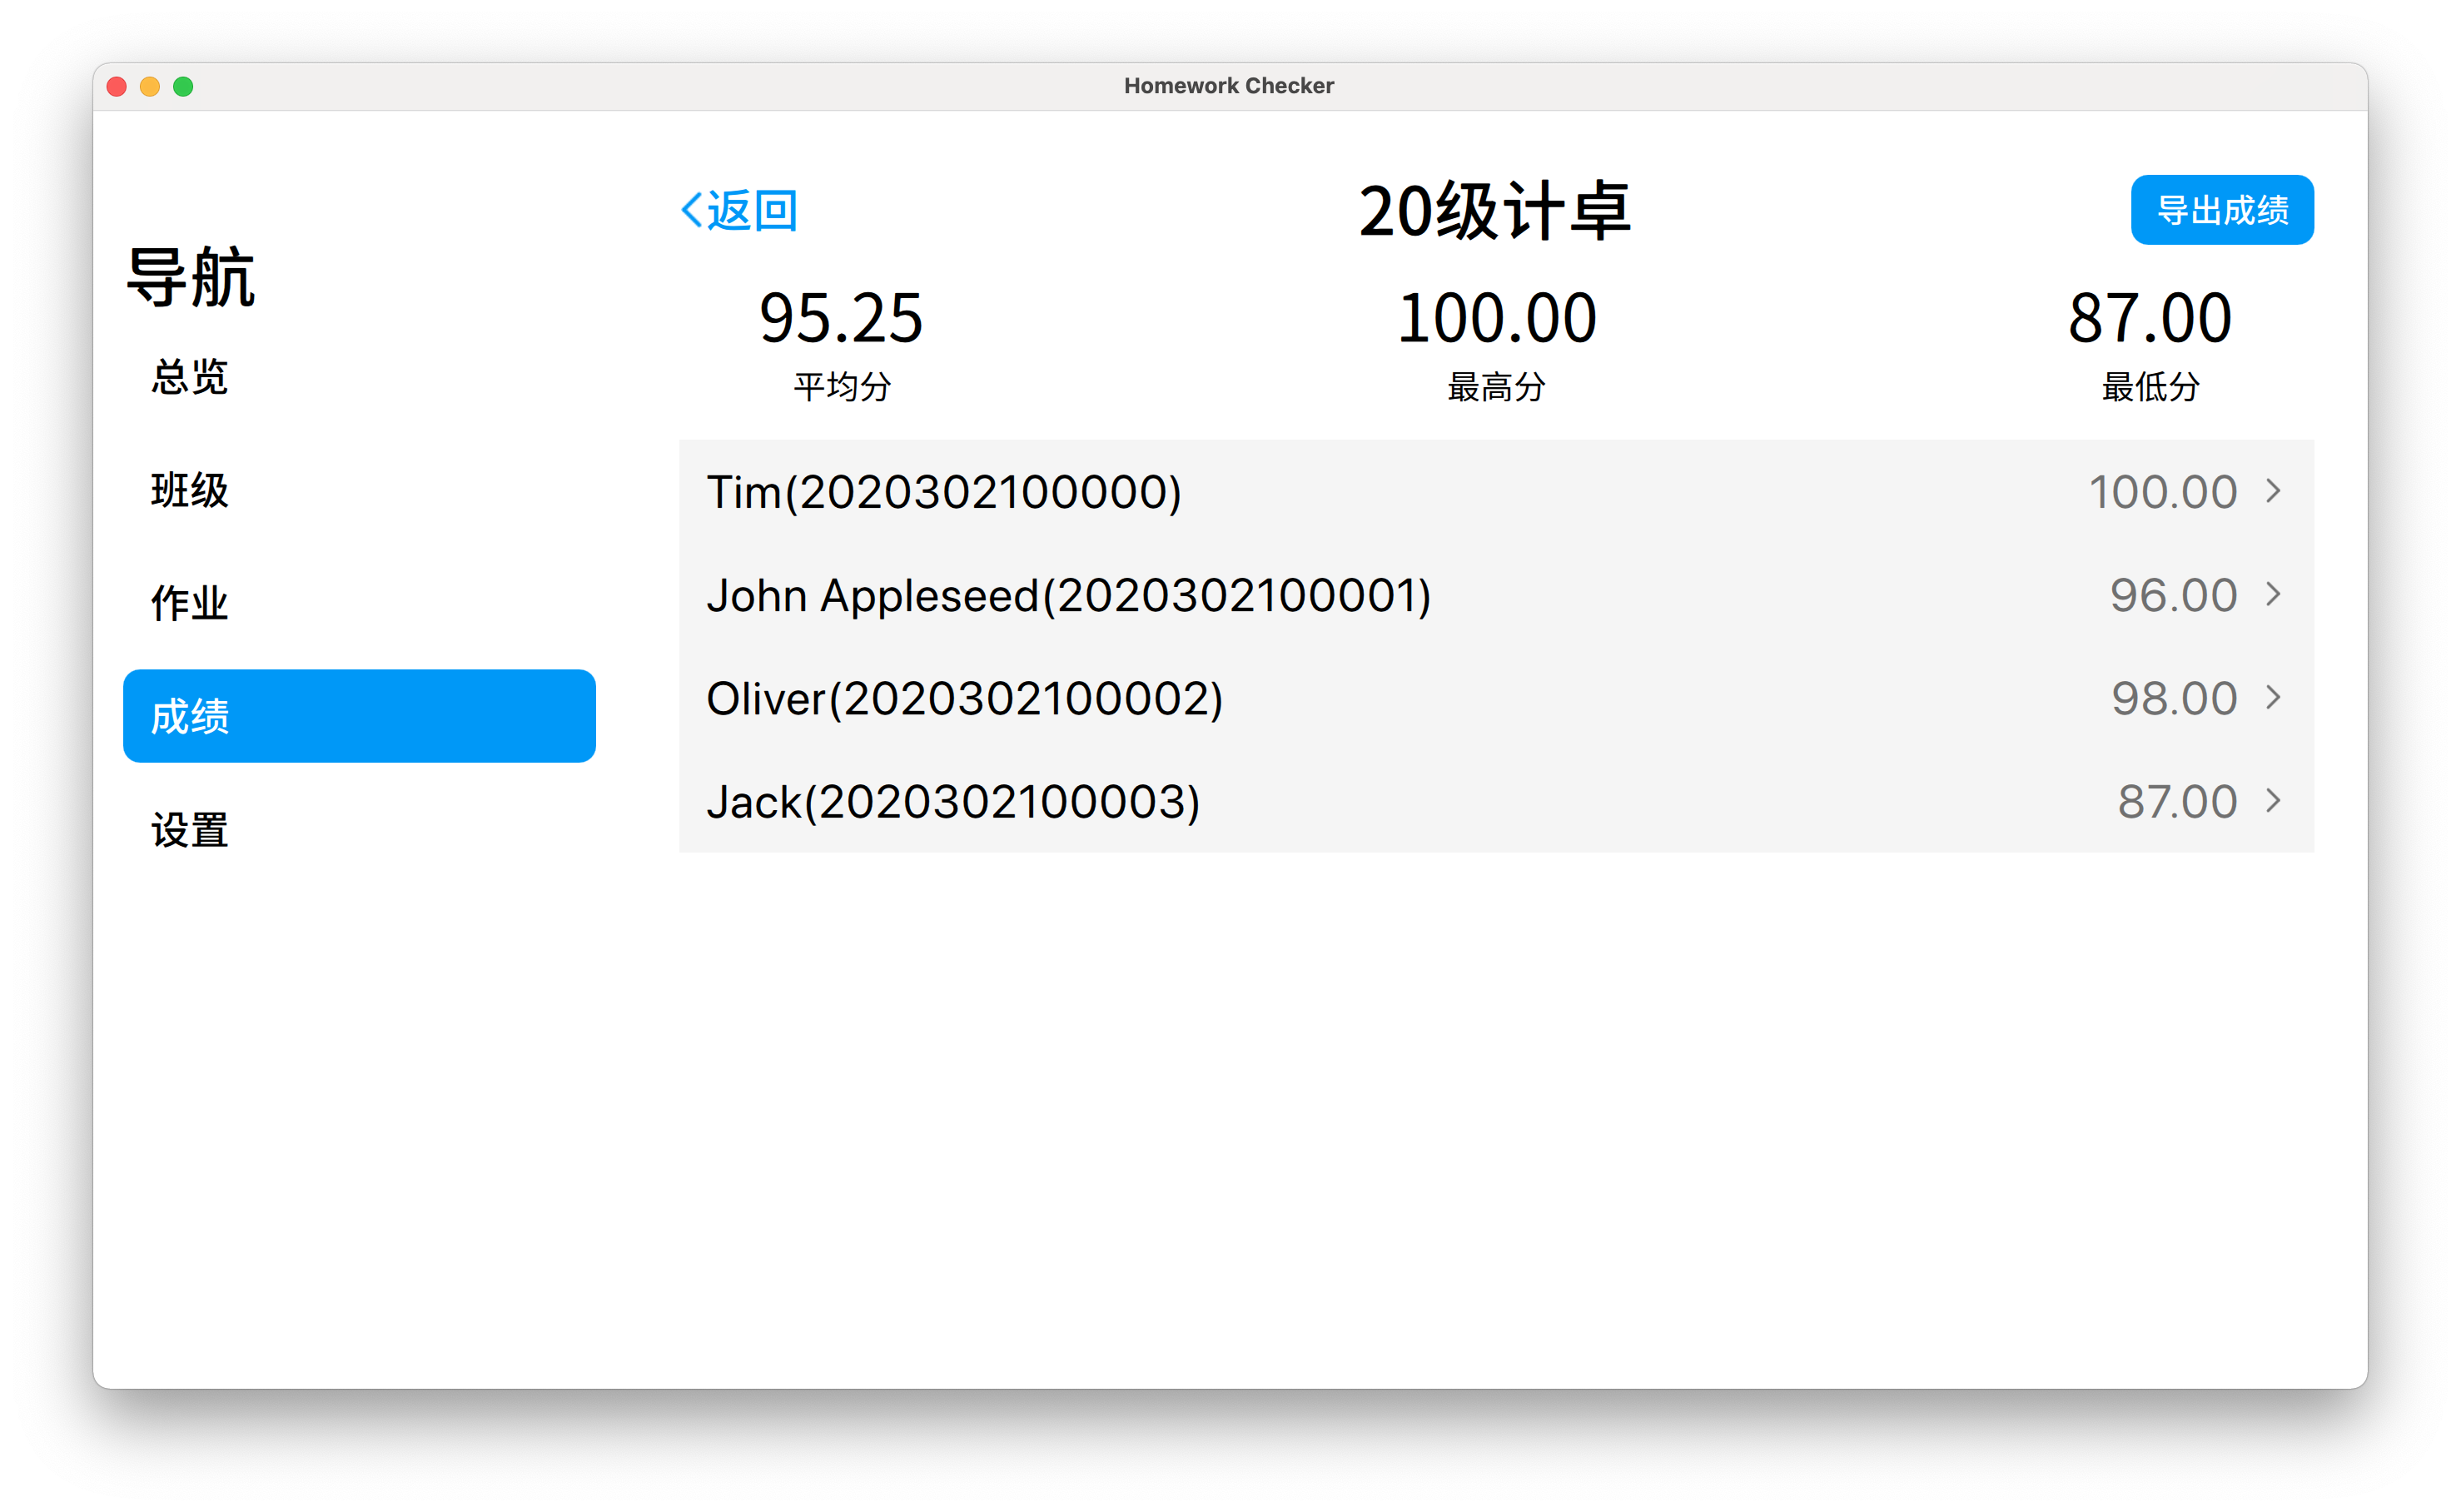 Homework Checker
导航
总览
班级
作业
成绩
设置
返回
20级计卓
导出成绩
95.25
平均分
100.00
最高分
87.00
最低分
Tim(2020302100000) 100.00
John Appleseed(2020302100001) 96.00
Oliver(2020302100002) 98.00
Jack(2020302100003) 87.00